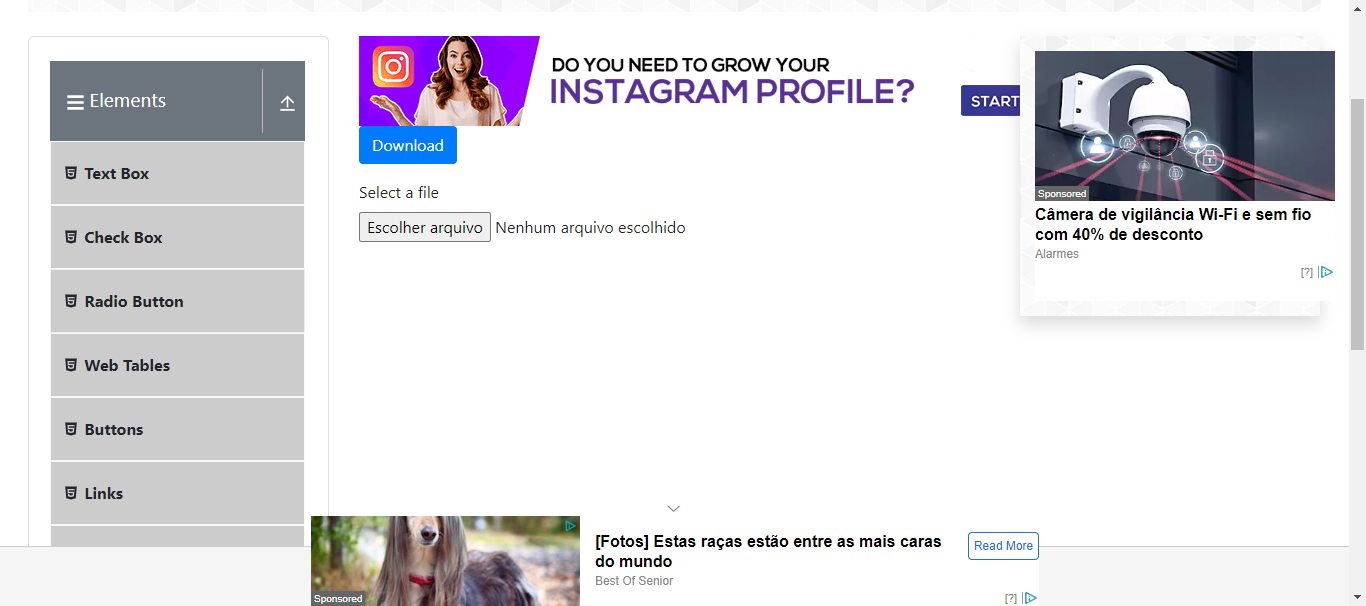 Elements
Text Box
Check Box
Radio Button
Web Tables
Buttons
Links
DO YOU NEED TO GROW YOUR
INSTAGRAM PROFILE?
START
Download
Select a file
Escolher arquivo Nenhum arquivo escolhido
Sponsored
Câmera de vigilância Wi-Fi e sem fio
com 40% de desconto
Alarmes
[?]
Sponsored
[Fotos] Estas raças estão entre as mais caras
do mundo
Best Of Senior
Read More
[?]